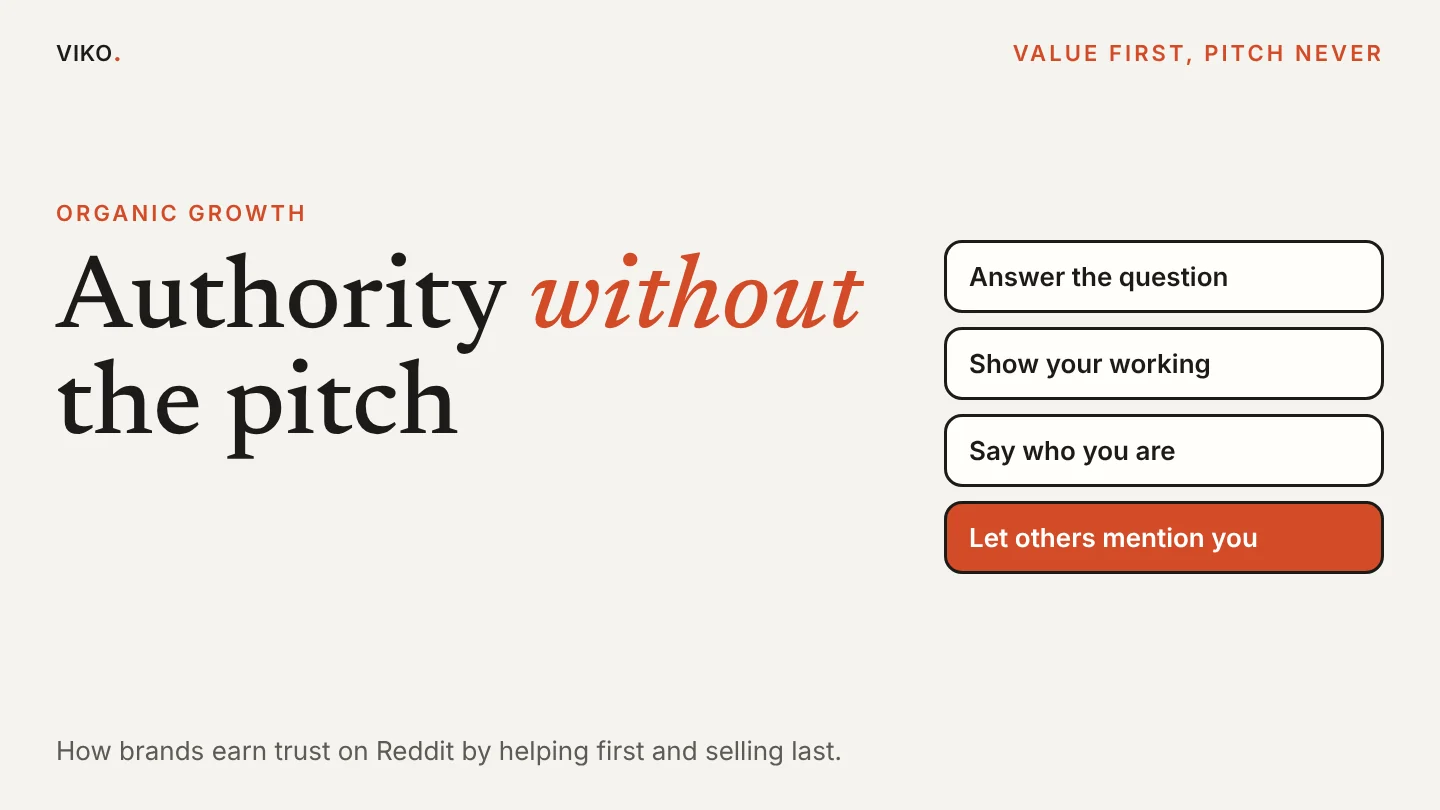 VIKO.
VALUE FIRST, PITCH NEVER
ORGANIC GROWTH
Authority without
the pitch
Answer the question
Show your working
Say who you are
Let others mention you
How brands earn trust on Reddit by helping first and selling last.